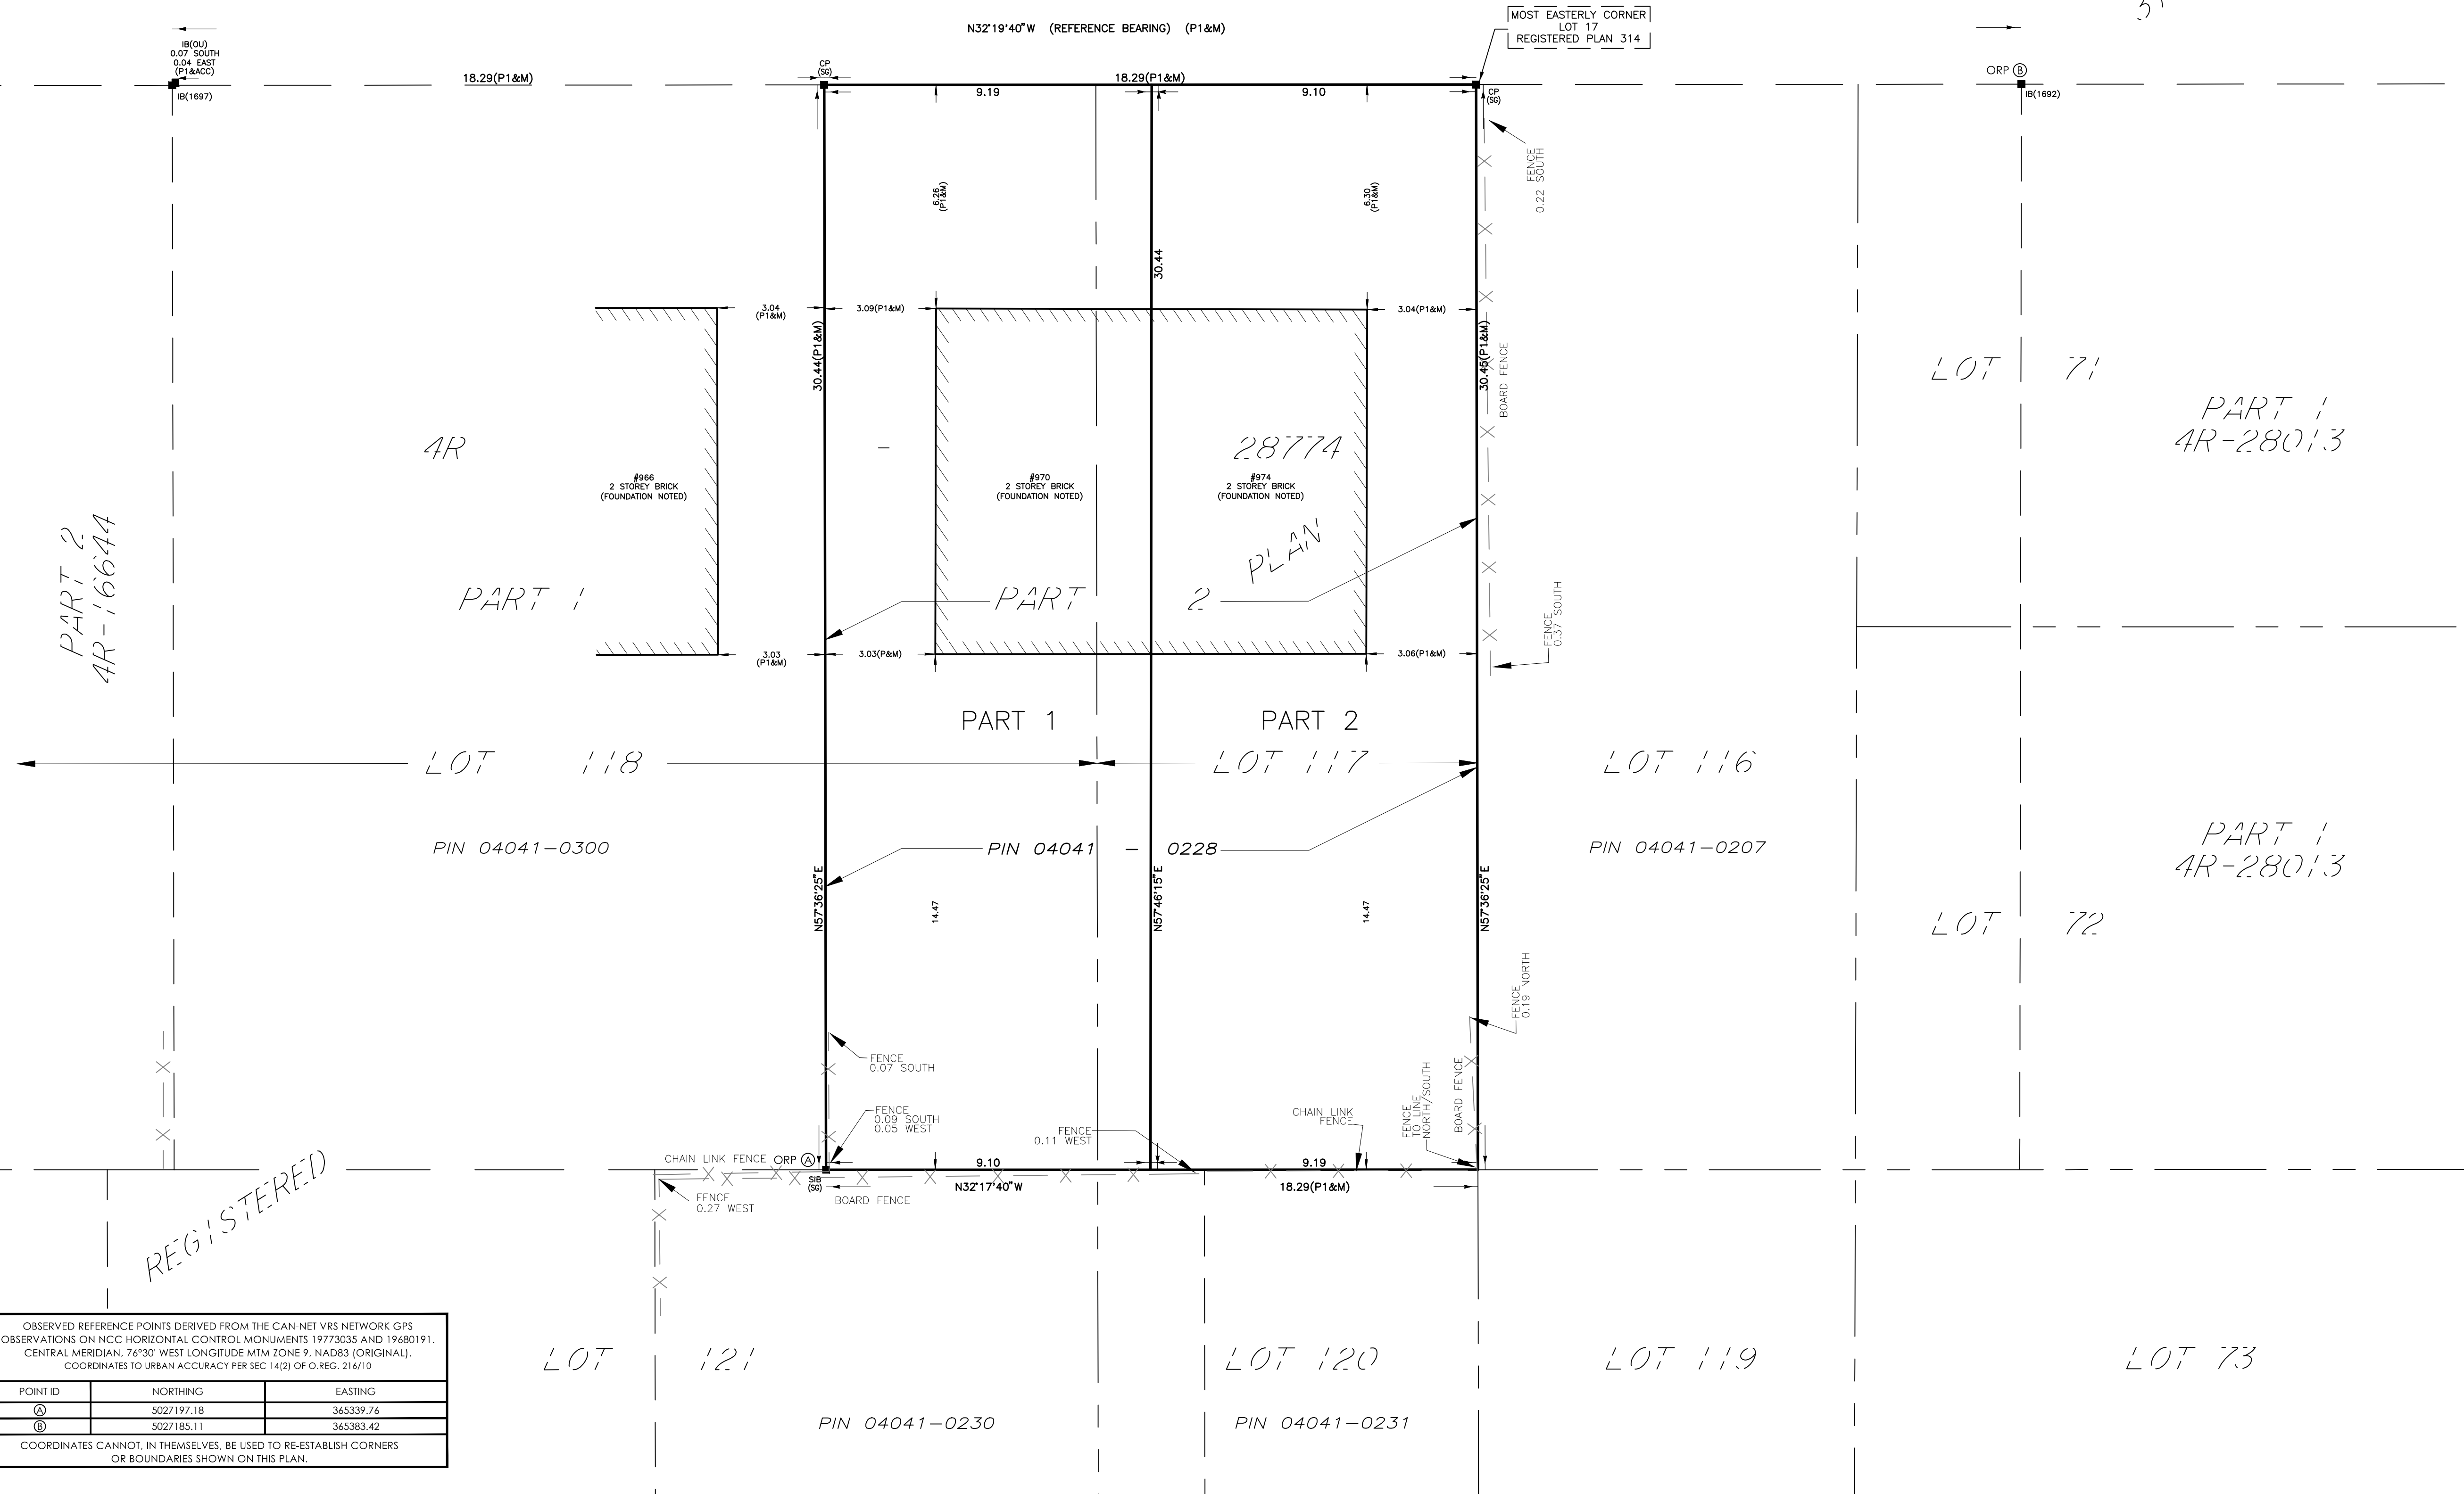 N32°19'40"W (REFERENCE BEARING) (P1&M)
MOST EASTERLY CORNER
LOT 17
REGISTERED PLAN 314
IB(OU)
0.07 SOUTH
0.04 EAST
(P1&ACC)
IB(1697)
18.29(P1&M)
CP
(SG)
18.29(P1&M)
9.19
9.10
CP
(SG)
ORP Ⓑ
IB(1692)
FENCE
0.22 SOUTH
6.26
(P1&M)
6.30
(P1&M)
30.44
3.04
(P1&M)
3.09(P1&M)
3.04(P1&M)
30.44(P1&M)
30.45(P1&M)
BOARD FENCE
LOT 71
PART 1
4R-28013
4R - 28774
#966
2 STOREY BRICK
(FOUNDATION NOTED)
#970
2 STOREY BRICK
(FOUNDATION NOTED)
#974
2 STOREY BRICK
(FOUNDATION NOTED)
PLAN
PART 2
4R-16644
PART 1
PART 2
FENCE
0.37 SOUTH
3.03
(P1&M)
3.03(P&M)
3.06(P1&M)
PART 1
PART 2
LOT 118
LOT 117
LOT 116
PIN 04041-0300
PIN 04041 - 0228
PIN 04041-0207
PART 1
4R-28013
LOT 72
N57°36'25"E
14.47
N57°46'15"E
14.47
N57°36'25"E
FENCE
0.19 NORTH
FENCE
0.07 SOUTH
FENCE
0.09 SOUTH
0.05 WEST
FENCE
0.11 WEST
CHAIN LINK
FENCE
FENCE
TO LINE
NORTH/SOUTH
BOARD FENCE
CHAIN LINK FENCE
ORP Ⓐ
9.10
9.19
SIB
(SG)
N32°17'40"W
18.29(P1&M)
BOARD FENCE
FENCE
0.27 WEST
REGISTERED
OBSERVED REFERENCE POINTS DERIVED FROM THE CAN-NET VRS NETWORK GPS
OBSERVATIONS ON NCC HORIZONTAL CONTROL MONUMENTS 19773035 AND 19680191,
CENTRAL MERIDIAN, 76°30' WEST LONGITUDE MTM ZONE 9, NAD83 (ORIGINAL).
COORDINATES TO URBAN ACCURACY PER SEC 14(2) OF O.REG. 216/10
POINT ID NORTHING EASTING
Ⓐ 5027197.18 365339.76
Ⓑ 5027185.11 365383.42
COORDINATES CANNOT, IN THEMSELVES, BE USED TO RE-ESTABLISH CORNERS
OR BOUNDARIES SHOWN ON THIS PLAN.
LOT 121
LOT 120
LOT 119
LOT 73
PIN 04041-0230
PIN 04041-0231